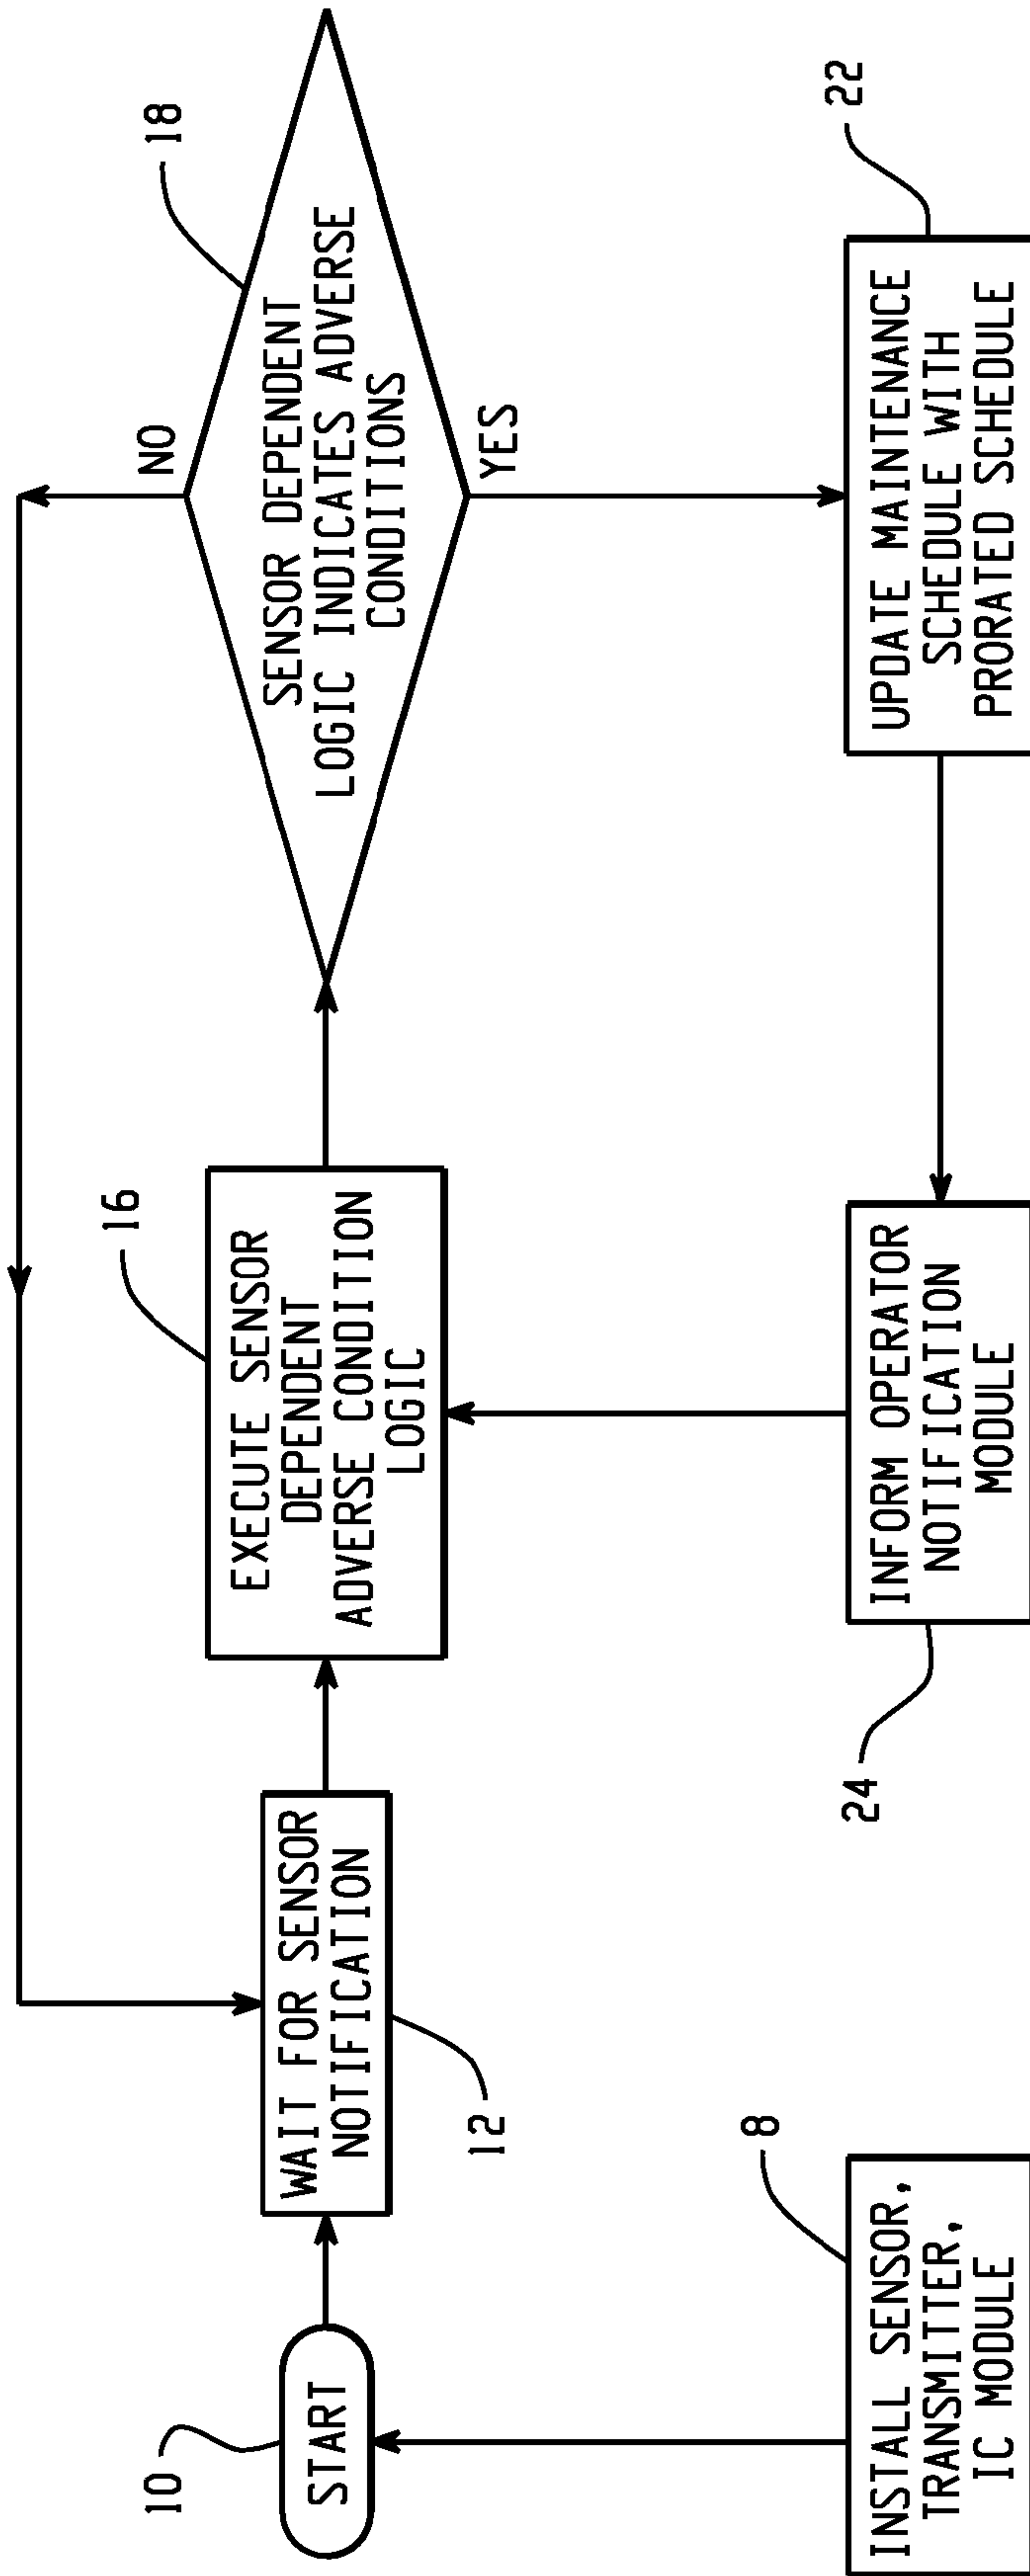 10
START
WAIT FOR SENSOR
NOTIFICATION
12
16
EXECUTE SENSOR
DEPENDENT
ADVERSE CONDITION
LOGIC
18
NO
SENSOR DEPENDENT
LOGIC INDICATES ADVERSE
CONDITIONS
YES
8
INSTALL SENSOR,
TRANSMITTER,
IC MODULE
24
INFORM OPERATOR
NOTIFICATION
MODULE
22
UPDATE MAINTENANCE
SCHEDULE WITH
PRORATED SCHEDULE